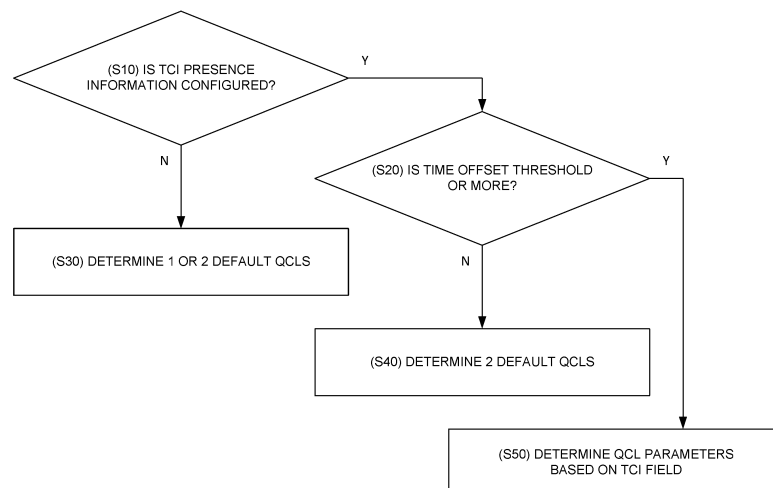 (S10) IS TCI PRESENCE
INFORMATION CONFIGURED?
Y
N
(S20) IS TIME OFFSET THRESHOLD
OR MORE?
Y
(S30) DETERMINE 1 OR 2 DEFAULT QCLS
N
(S40) DETERMINE 2 DEFAULT QCLS
(S50) DETERMINE QCL PARAMETERS
BASED ON TCI FIELD